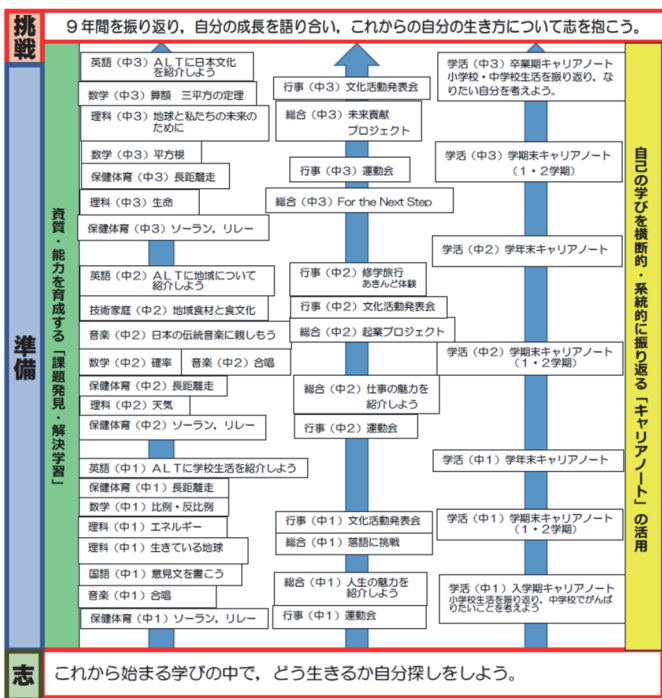 挑戦
９年間を振り返り，自分の成長を語り合い，これからの自分の生き方について志を抱こう。
準備
資質・能力を育成する「課題発見・解決学習」
英語（中３）ＡＬＴに日本文化
を紹介しよう
数学（中３）算額　三平方の定理
理科（中３）地球と私たちの未来の
ために
数学（中３）平方根
保健体育（中３）長距離走
理科（中３）生命
保健体育（中３）ソーラン，リレー
英語（中２）ＡＬＴに地域について
紹介しよう
技術家庭（中２）地域食材と食文化
音楽（中２）日本の伝統音楽に親しもう
数学（中２）確率
音楽（中２）合唱
保健体育（中２）長距離走
理科（中２）天気
保健体育（中２）ソーラン，リレー
英語（中１）ＡＬＴに学校生活を紹介しよう
保健体育（中１）長距離走
数学（中１）比例・反比例
理科（中１）エネルギー
理科（中１）生きている地球
国語（中１）意見文を書こう
音楽（中１）合唱
保健体育（中１）ソーラン，リレー
行事（中３）文化活動発表会
総合（中３）未来貢献
プロジェクト
行事（中３）運動会
総合（中３）For the Next Step
行事（中２）修学旅行
あきんど体験
行事（中２）文化活動発表会
総合（中２）起業プロジェクト
総合（中２）仕事の魅力を
紹介しよう
行事（中２）運動会
行事（中１）文化活動発表会
総合（中１）落語に挑戦
総合（中１）人生の魅力を
紹介しよう
行事（中１）運動会
学活（中３）卒業期キャリアノート
小学校・中学校生活を振り返り，な
りたい自分を考えよう。
学活（中３）学期末キャリアノート
（１・２学期）
学活（中２）学年末キャリアノート
学活（中２）学期末キャリアノート
（１・２学期）
学活（中１）学年末キャリアノート
学活（中１）学期末キャリアノート
（１・２学期）
学活（中１）入学期キャリアノート
小学校生活を振り返り，中学校でがんば
りたいことを考えよう
自己の学びを横断的・系統的に振り返る「キャリアノート」の活用
志
これから始まる学びの中で，どう生きるか自分探しをしよう。